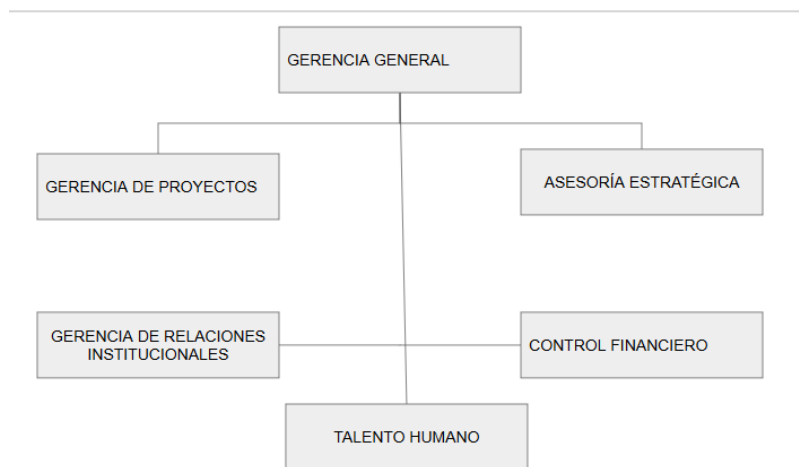 GERENCIA GENERAL
GERENCIA DE PROYECTOS
ASESORÍA ESTRATÉGICA
GERENCIA DE RELACIONES
INSTITUCIONALES
CONTROL FINANCIERO
TALENTO HUMANO